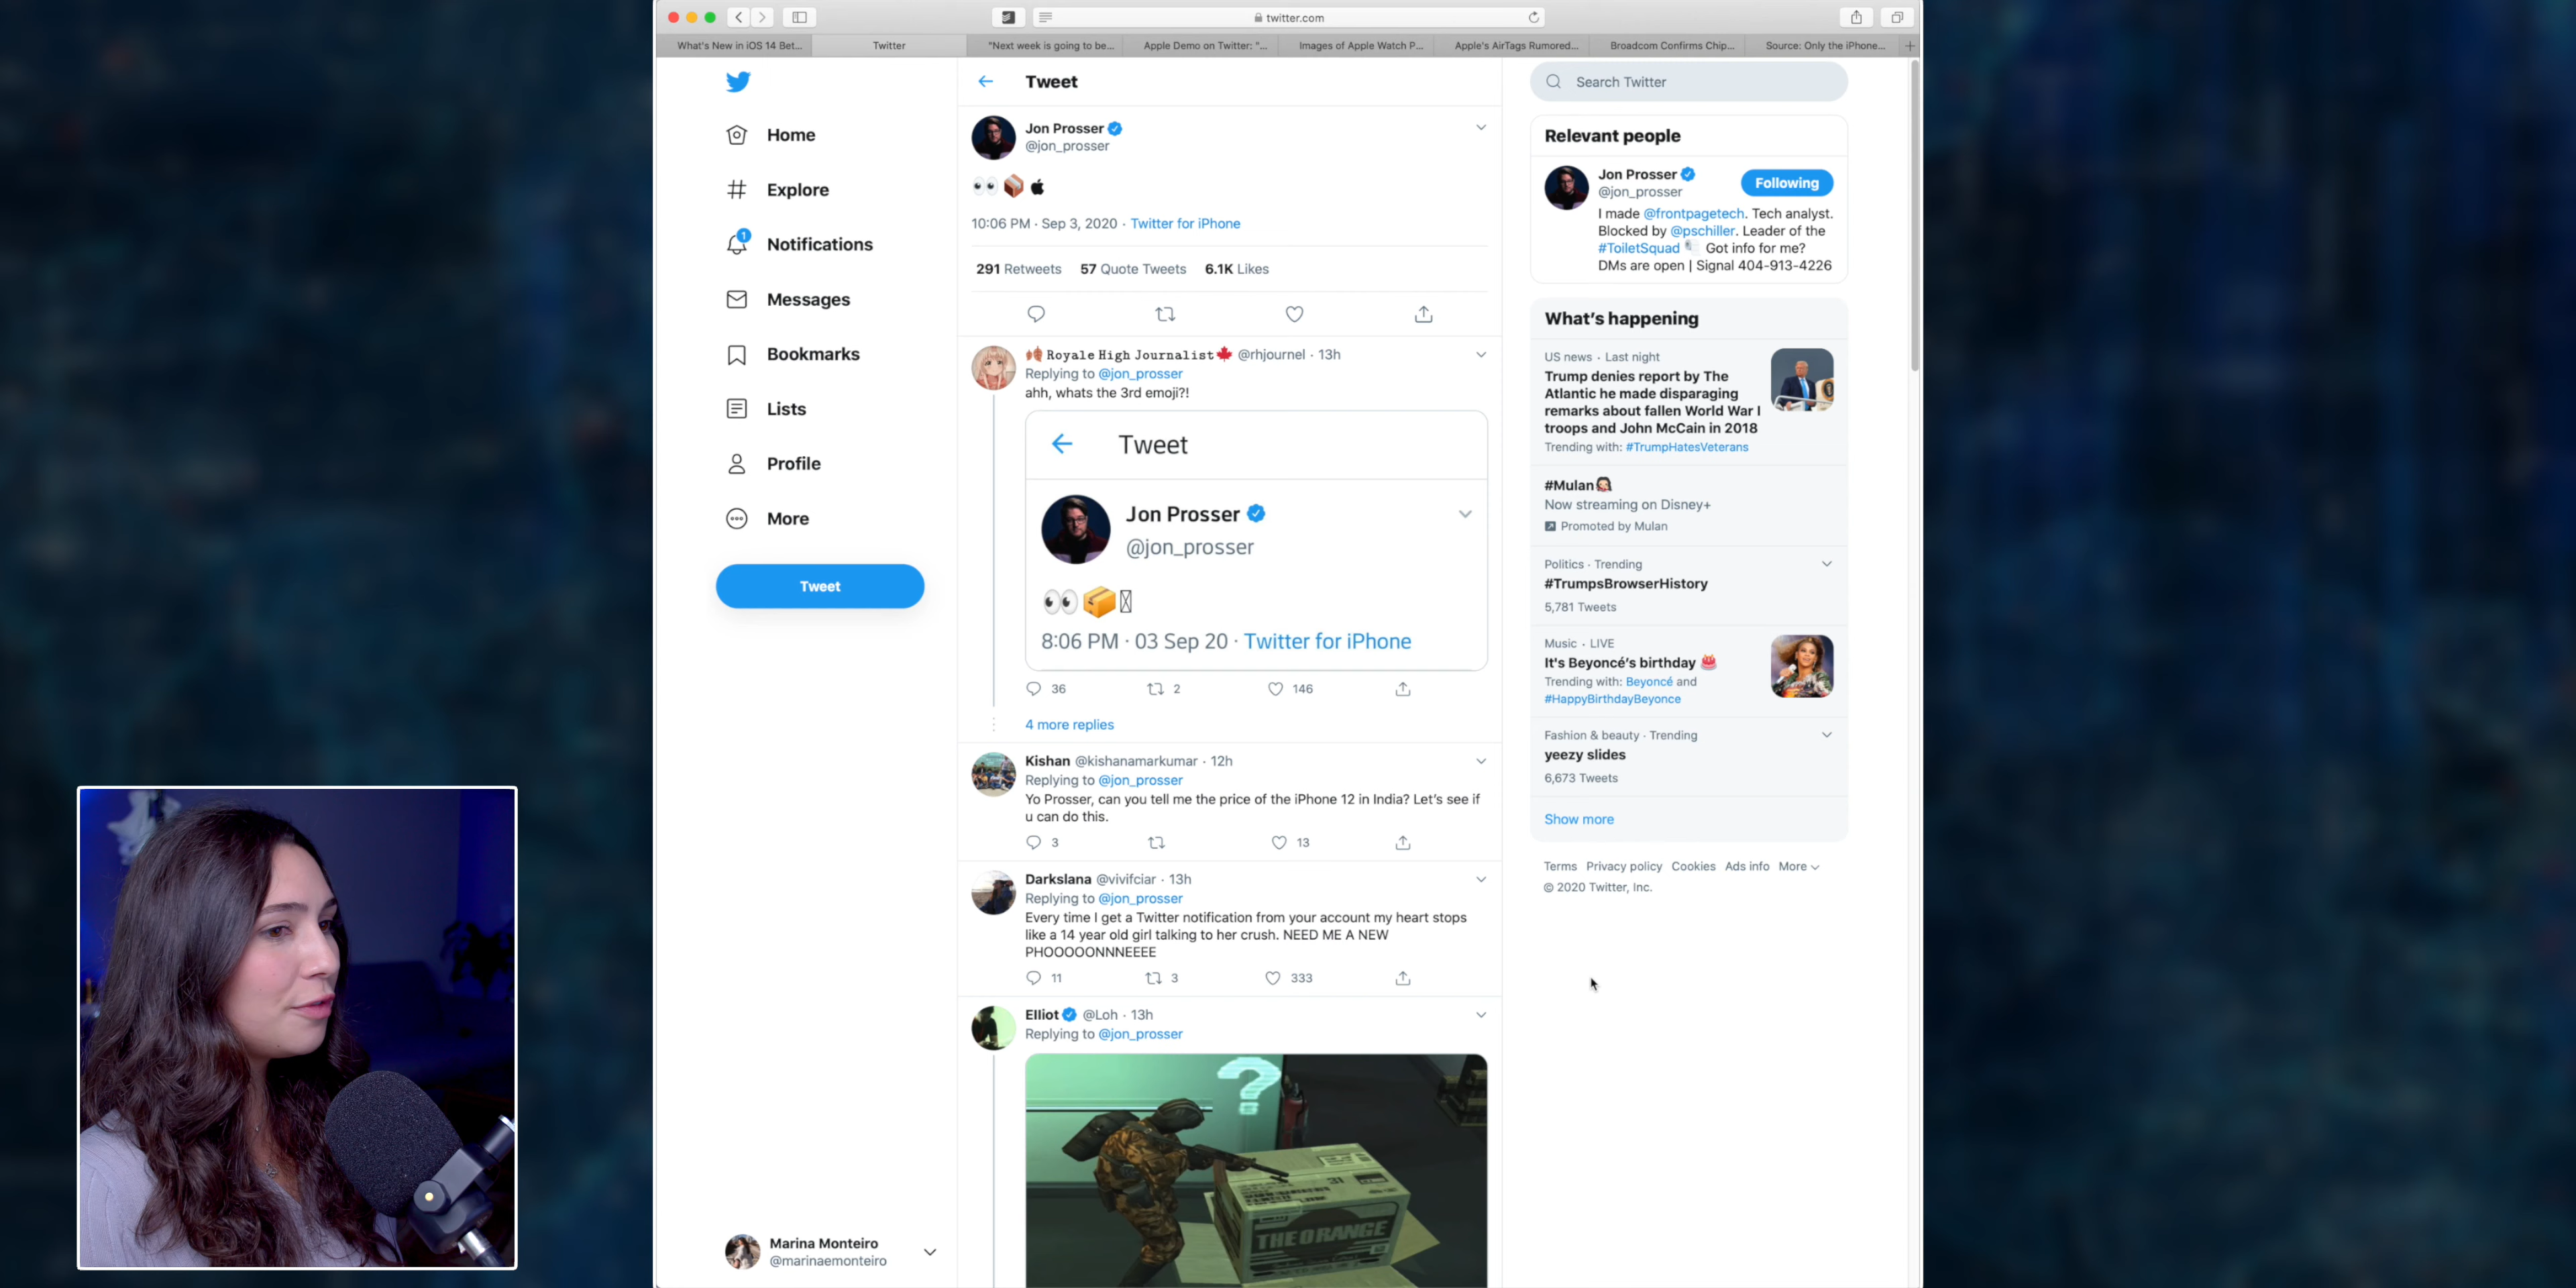 twitter.com
What's New in iOS 14 Bet...
Twitter
"Next week is going to be...
Apple Demo on Twitter: "...
Images of Apple Watch P...
Apple's AirTags Rumored...
Broadcom Confirms Chip...
Source: Only the iPhone...
Home
Explore
1
Notifications
Messages
Bookmarks
Lists
Profile
More
Tweet
Marina Monteiro
@marinaemonteiro
Tweet
Jon Prosser
@jon_prosser
👀 📦 
10:06 PM · Sep 3, 2020 · Twitter for iPhone
291 Retweets 57 Quote Tweets 6.1K Likes
Royale High Journalist🍁 @rhjournel · 13h
Replying to @jon_prosser
ahh, whats the 3rd emoji?!
Tweet
Jon Prosser
@jon_prosser
👀📦
8:06 PM · 03 Sep 20 · Twitter for iPhone
36 2 146
4 more replies
Kishan @kishanamarkumar · 12h
Replying to @jon_prosser
Yo Prosser, can you tell me the price of the iPhone 12 in India? Let's see if
u can do this.
3 13
Darkslana @vivifciar · 13h
Replying to @jon_prosser
Every time I get a Twitter notification from your account my heart stops
like a 14 year old girl talking to her crush. NEED ME A NEW
PHOOOOONNNEEEE
11 3 333
Elliot @Loh · 13h
Replying to @jon_prosser
?
THE ORANGE
Search Twitter
Relevant people
Jon Prosser
@jon_prosser
Following
I made @frontpagetech. Tech analyst.
Blocked by @pschiller. Leader of the
#ToiletSquad 🧻 Got info for me?
DMs are open | Signal 404-913-4226
What's happening
US news · Last night
Trump denies report by The
Atlantic he made disparaging
remarks about fallen World War I
troops and John McCain in 2018
Trending with: #TrumpHatesVeterans
#Mulan
Now streaming on Disney+
Promoted by Mulan
Politics · Trending
#TrumpsBrowserHistory
5,781 Tweets
Music · LIVE
It's Beyoncé's birthday 🎂
Trending with: Beyoncé and
#HappyBirthdayBeyonce
Fashion & beauty · Trending
yeezy slides
6,673 Tweets
Show more
Terms Privacy policy Cookies Ads info More
© 2020 Twitter, Inc.